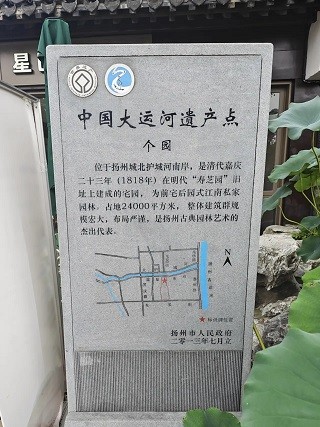 星
中国大运河遗产点
个园
位于扬州城北护城河南岸，是清代嘉庆
二十三年（1818年）在明代“寿芝园”旧
址上建成的宅园，为前宅后园式江南私家
园林。占地24000平方米，整体建筑群规
模宏大，布局严谨，是扬州古典园林艺术的
杰出代表。
N
扬州市人民政府
二零一三年七月立